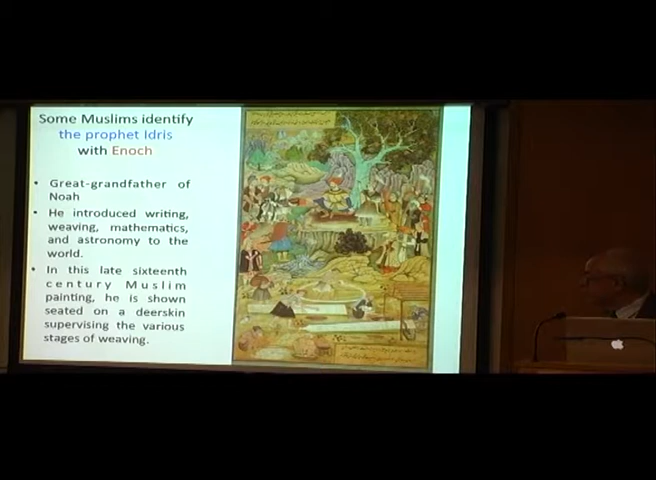 Some Muslims identify
the prophet Idris
with Enoch
• Great-grandfather of
Noah
• He introduced writing,
weaving, mathematics,
and astronomy to the
world.
• In this late sixteenth
century Muslim
painting, he is shown
seated on a deerskin
supervising the various
stages of weaving.